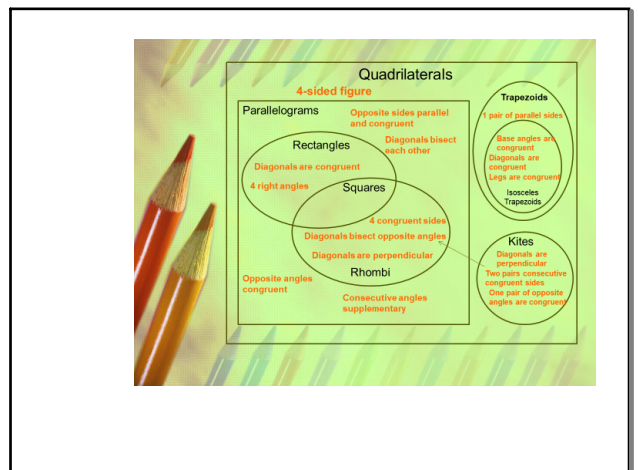 Quadrilaterals
4-sided figure
Parallelograms
Opposite sides parallel
and congruent
Diagonals bisect
each other
Rectangles
Diagonals are congruent
4 right angles
Squares
4 congruent sides
Diagonals bisect opposite angles
Diagonals are perpendicular
Rhombi
Opposite angles
congruent
Consecutive angles
supplementary
Trapezoids
1 pair of parallel sides
Base angles are
congruent
Diagonals are
congruent
Legs are congruent
Isosceles
Trapezoids
Kites
Diagonals are
perpendicular
Two pairs consecutive
congruent sides
One pair of opposite
angles are congruent